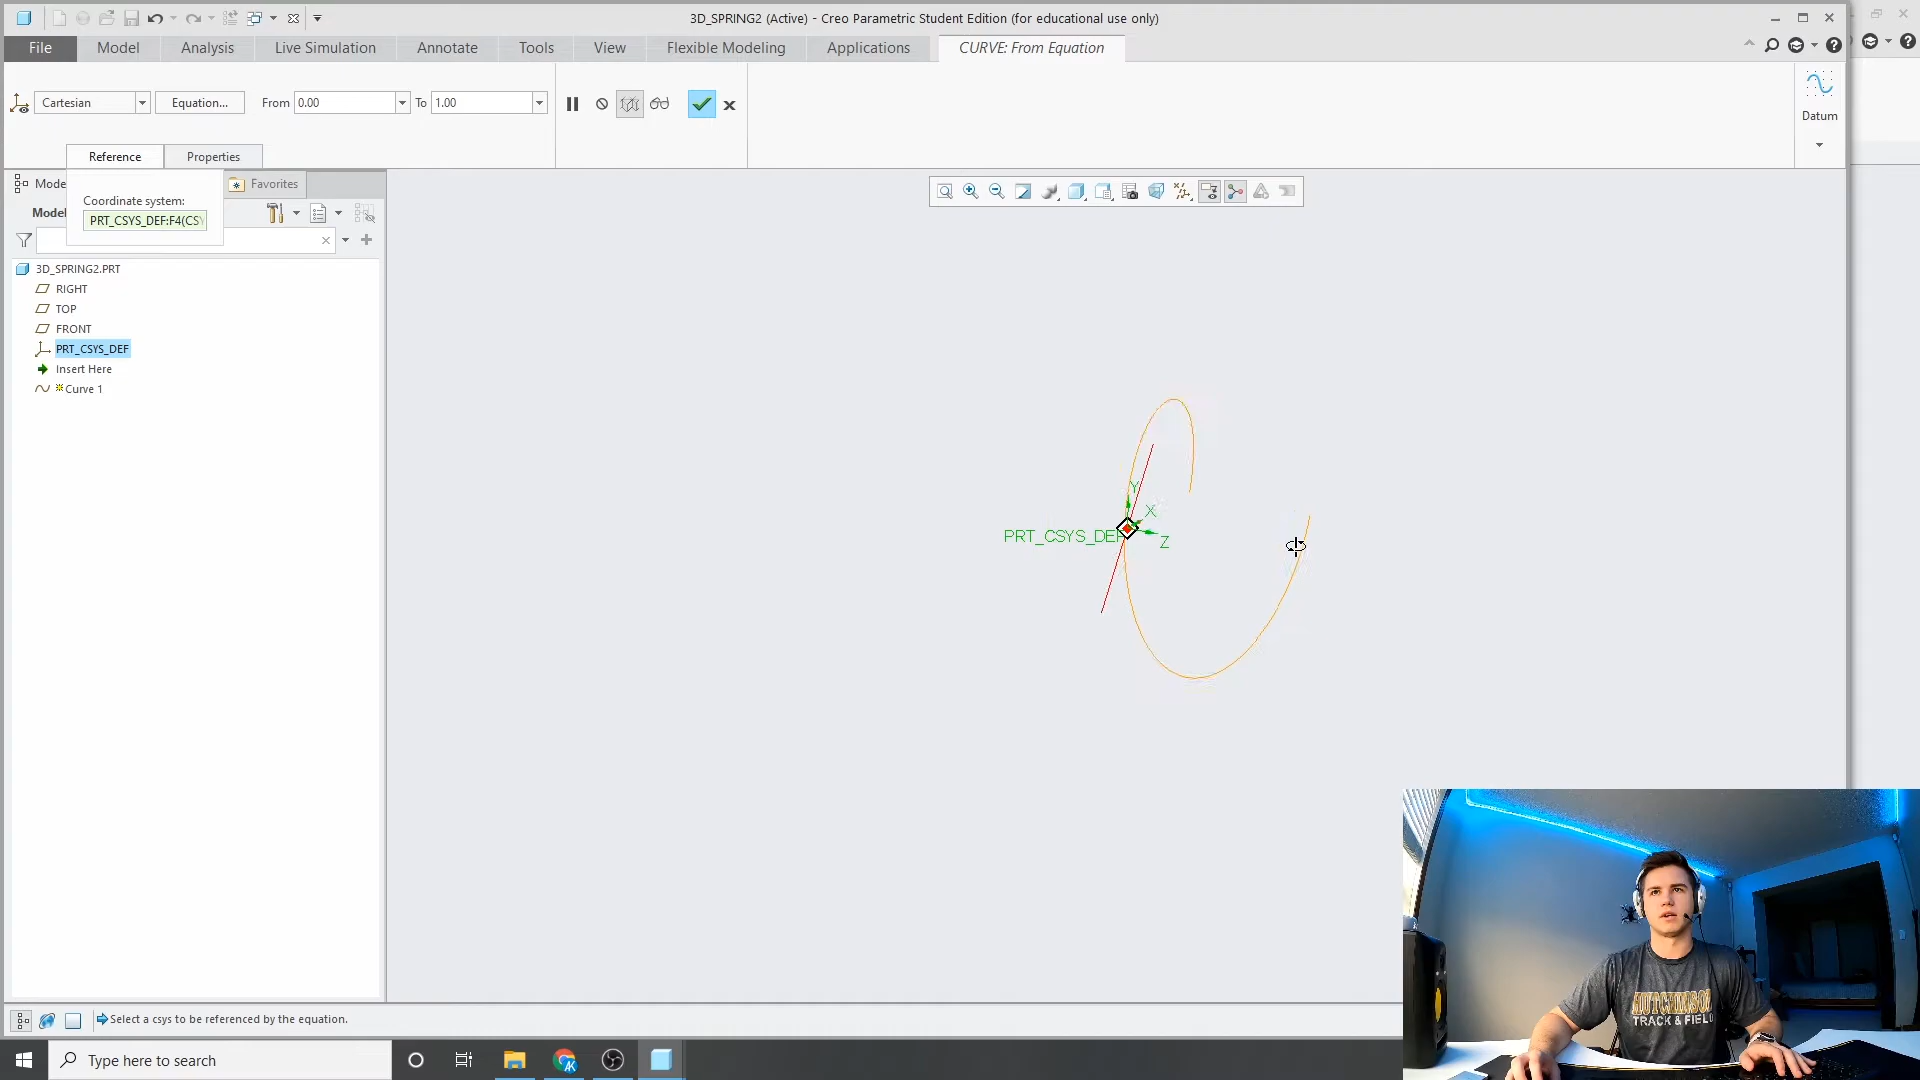 3D_SPRING2 (Active) - Creo Parametric Student Edition (for educational use only)
File
Model
Analysis
Live Simulation
Annotate
Tools
View
Flexible Modeling
Applications
CURVE: From Equation
Cartesian
Equation...
From
0.00
To
1.00
Datum
Reference
Properties
Favorites
Coordinate system:
PRT_CSYS_DEF:F4(CSY
3D_SPRING2.PRT
RIGHT
TOP
FRONT
PRT_CSYS_DEF
Insert Here
Curve 1
Y
X
PRT_CSYS_DEF
Z
Select a csys to be referenced by the equation.
Type here to search
AK
HUTCHINSON
TRACK & FIELD